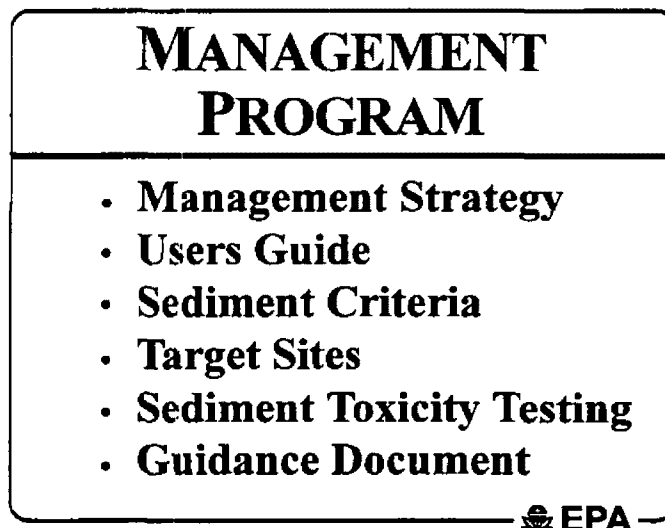 MANAGEMENT
PROGRAM
• Management Strategy
• Users Guide
• Sediment Criteria
• Target Sites
• Sediment Toxicity Testing
• Guidance Document
EPA